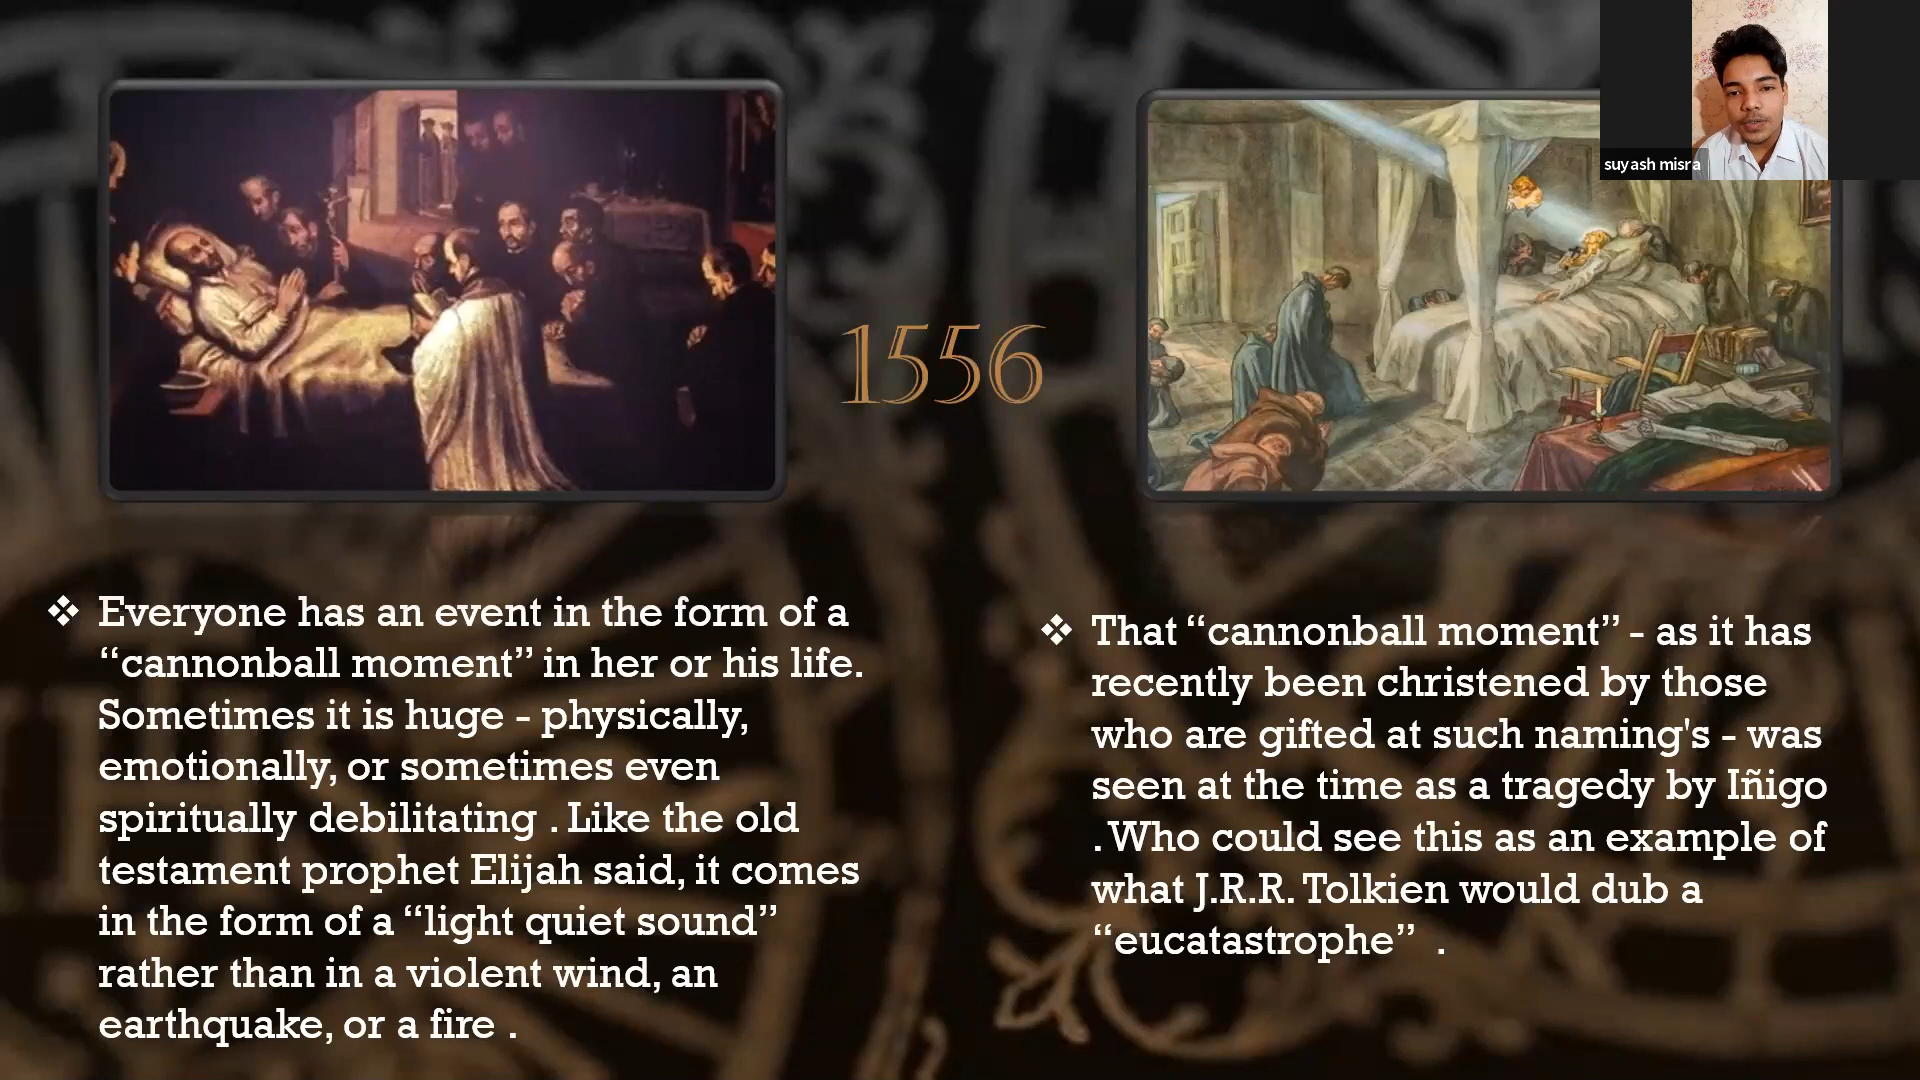 suyash misra
1556
❖ Everyone has an event in the form of a
“cannonball moment” in her or his life.
Sometimes it is huge - physically,
emotionally, or sometimes even
spiritually debilitating . Like the old
testament prophet Elijah said, it comes
in the form of a “light quiet sound”
rather than in a violent wind, an
earthquake, or a fire .
❖ That “cannonball moment” - as it has
recently been christened by those
who are gifted at such naming's - was
seen at the time as a tragedy by Iñigo
. Who could see this as an example of
what J.R.R. Tolkien would dub a
“eucatastrophe” .